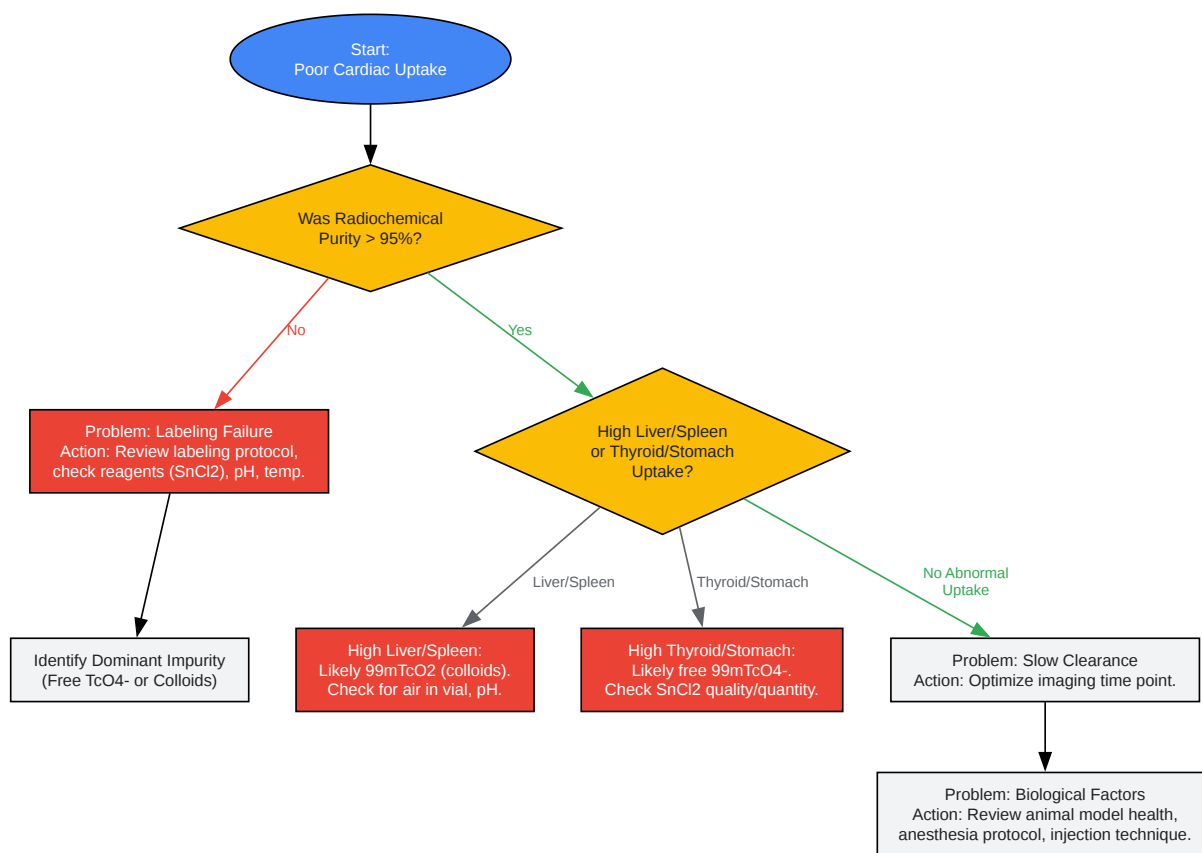 Start:
Poor Cardiac Uptake
Was Radiochemical
Purity > 95%?
No
Yes
Problem: Labeling Failure
Action: Review labeling protocol,
check reagents (SnCl2), pH, temp.
High Liver/Spleen
or Thyroid/Stomach
Uptake?
Liver/Spleen
Thyroid/Stomach
No Abnormal
Uptake
Identify Dominant Impurity
(Free TcO4- or Colloids)
High Liver/Spleen:
Likely 99mTcO2 (colloids).
Check for air in vial, pH.
High Thyroid/Stomach:
Likely free 99mTcO4-.
Check SnCl2 quality/quantity.
Problem: Slow Clearance
Action: Optimize imaging time point.
Problem: Biological Factors
Action: Review animal model health,
anesthesia protocol, injection technique.